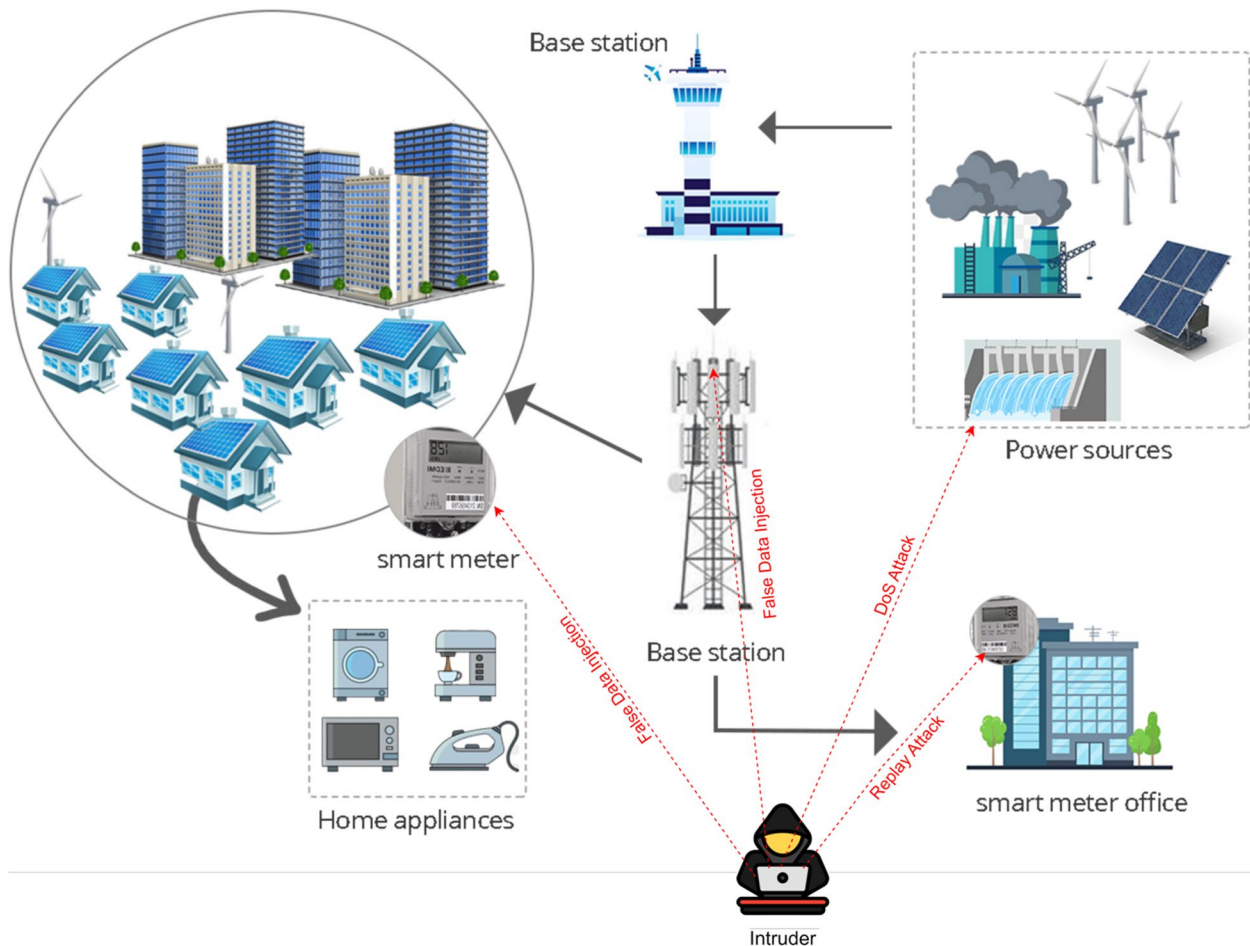 Base station
Power sources
smart meter
False Data Injection
DoS Attack
False Data Injection
Base station
Replay Attack
smart meter office
Home appliances
Intruder